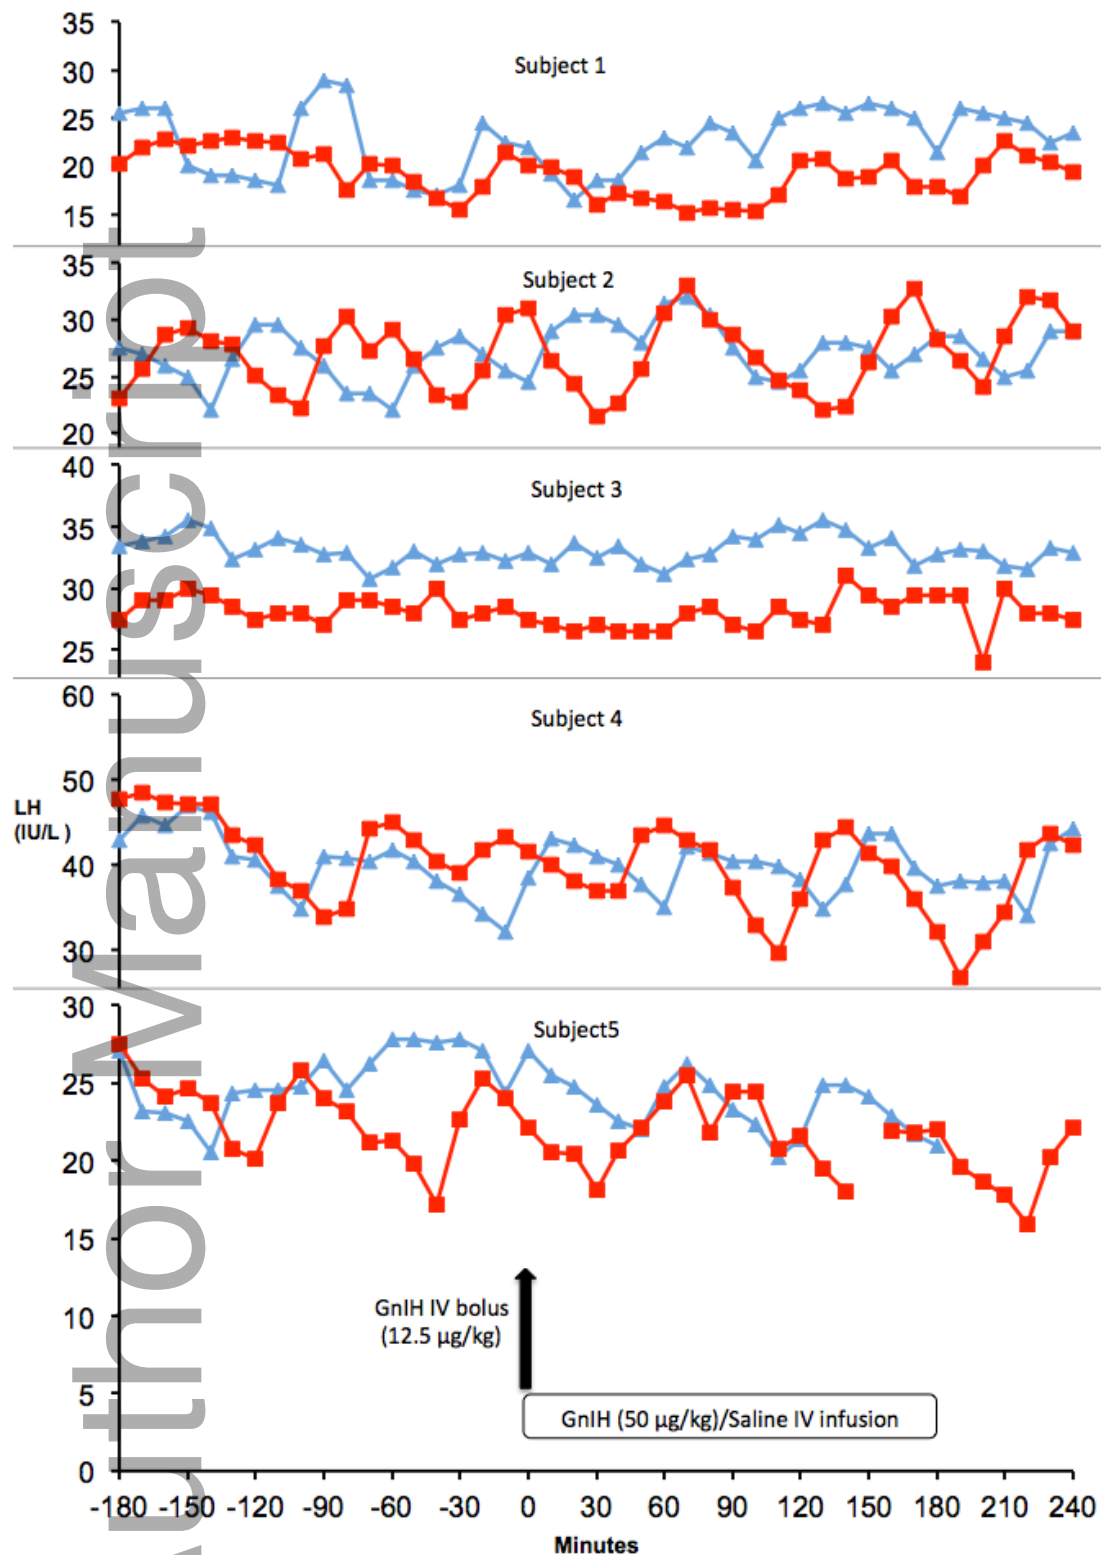 35
30
Subject 1
25
20
15
35
Subject 2
30
25
20
40
Subject 3
35
30
25
60
Subject 4
50
LH
(IU/L )
40
30
30
Subject5
25
20
15
GnIH IV bolus
(12.5 µg/kg)
10
5
GnIH (50 µg/kg)/Saline IV infusion
0
-180 -150 -120 -90 -60 -30 0 30 60 90 120 150 180 210 240
Minutes
Author Manuscript